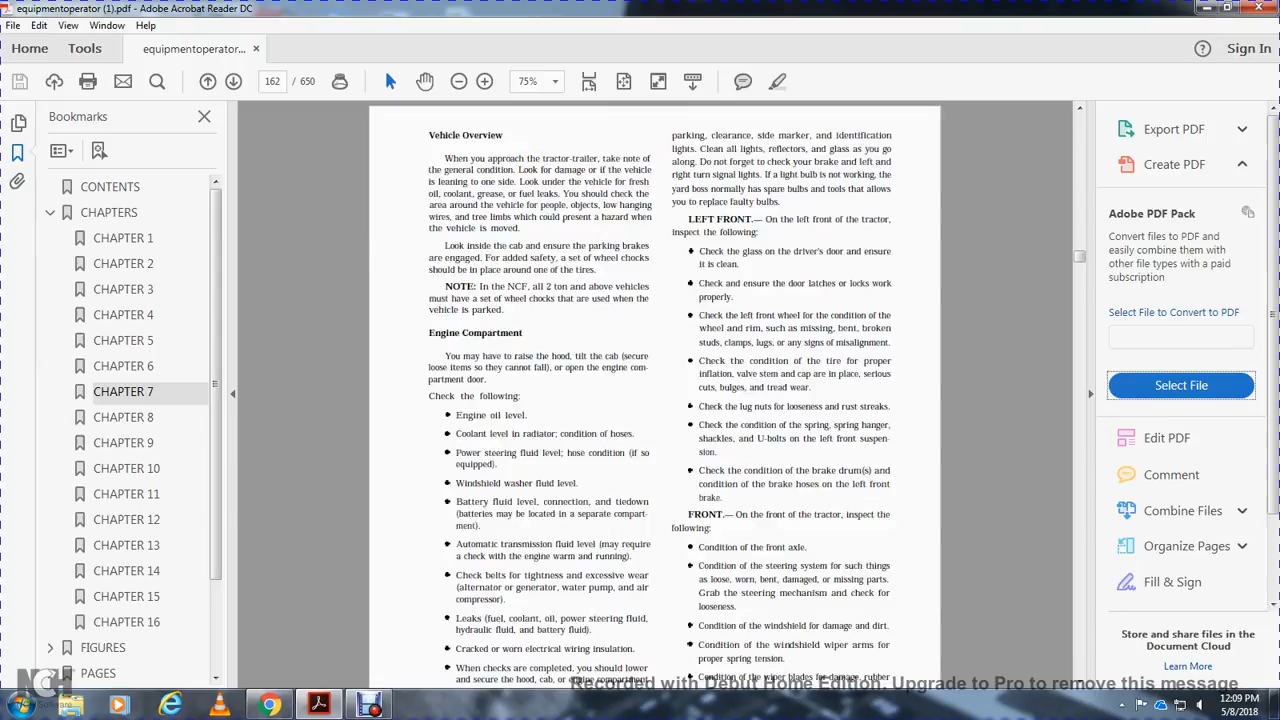 equipmentoperator (1).pdf - Adobe Acrobat Reader DC
File Edit View Window Help
Home Tools equipmentoperator... × Sign In
162 / 650 75%
Bookmarks
CONTENTS
CHAPTERS
CHAPTER 1
CHAPTER 2
CHAPTER 3
CHAPTER 4
CHAPTER 5
CHAPTER 6
CHAPTER 7
CHAPTER 8
CHAPTER 9
CHAPTER 10
CHAPTER 11
CHAPTER 12
CHAPTER 13
CHAPTER 14
CHAPTER 15
CHAPTER 16
FIGURES
PAGES
Vehicle Overview
When you approach the tractor-trailer, take note of
the general condition. Look for damage or if the vehicle
is leaning to one side. Look under the vehicle for fresh
oil, coolant, grease, or fuel leaks. You should check the
area around the vehicle for people, objects, low hanging
wires, and tree limbs which could present a hazard when
the vehicle is moved.
Look inside the cab and ensure the parking brakes
are engaged. For added safety, a set of wheel chocks
should be in place around one of the tires.
NOTE: In the NCF, all 2 ton and above vehicles
must have a set of wheel chocks that are used when the
vehicle is parked.
Engine Compartment
You may have to raise the hood, tilt the cab (secure
loose items so they cannot fall), or open the engine com-
partment door.
Check the following:
Engine oil level.
Coolant level in radiator; condition of hoses.
Power steering fluid level; hose condition (if so
equipped).
Windshield washer fluid level.
Battery fluid level, connection, and tiedown
(batteries may be located in a separate compart-
ment).
Automatic transmission fluid level (may require
a check with the engine warm and running).
Check belts for tightness and excessive wear
(alternator or generator, water pump, and air
compressor).
Leaks (fuel, coolant, oil, power steering fluid,
hydraulic fluid, and battery fluid).
Cracked or worn electrical wiring insulation.
When checks are completed, you should lower
and secure the hood, cab, or engine compartment
parking, clearance, side marker, and identification
lights. Clean all lights, reflectors, and glass as you go
along. Do not forget to check your brake and left and
right turn signal lights. If a light bulb is not working, the
yard boss normally has spare bulbs and tools that allows
you to replace faulty bulbs.
LEFT FRONT.— On the left front of the tractor,
inspect the following:
Check the glass on the driver's door and ensure
it is clean.
Check and ensure the door latches or locks work
properly.
Check the left front wheel for the condition of the
wheel and rim, such as missing, bent, broken
studs, clamps, lugs, or any signs of misalignment.
Check the condition of the tire for proper
inflation, valve stem and cap are in place, serious
cuts, bulges, and tread wear.
Check the lug nuts for looseness and rust streaks.
Check the condition of the spring, spring hanger,
shackles, and U-bolts on the left front suspen-
sion.
Check the condition of the brake drum(s) and
condition of the brake hoses on the left front
brake.
FRONT.— On the front of the tractor, inspect the
following:
Condition of the front axle.
Condition of the steering system for such things
as loose, worn, bent, damaged, or missing parts.
Grab the steering mechanism and check for
looseness.
Condition of the windshield for damage and dirt.
Condition of the windshield wiper arms for
proper spring tension.
Condition of the wiper blades for damage, rubber
Export PDF
Create PDF
Adobe PDF Pack
Convert files to PDF and
easily combine them with
other file types with a paid
subscription
Select File to Convert to PDF
Select File
Edit PDF
Comment
Combine Files
Organize Pages
Fill & Sign
Store and share files in the
Document Cloud
Learn More
Recorded with Debut Home Edition. Upgrade to Pro to remove this message
NCH Software
12:09 PM
5/8/2018